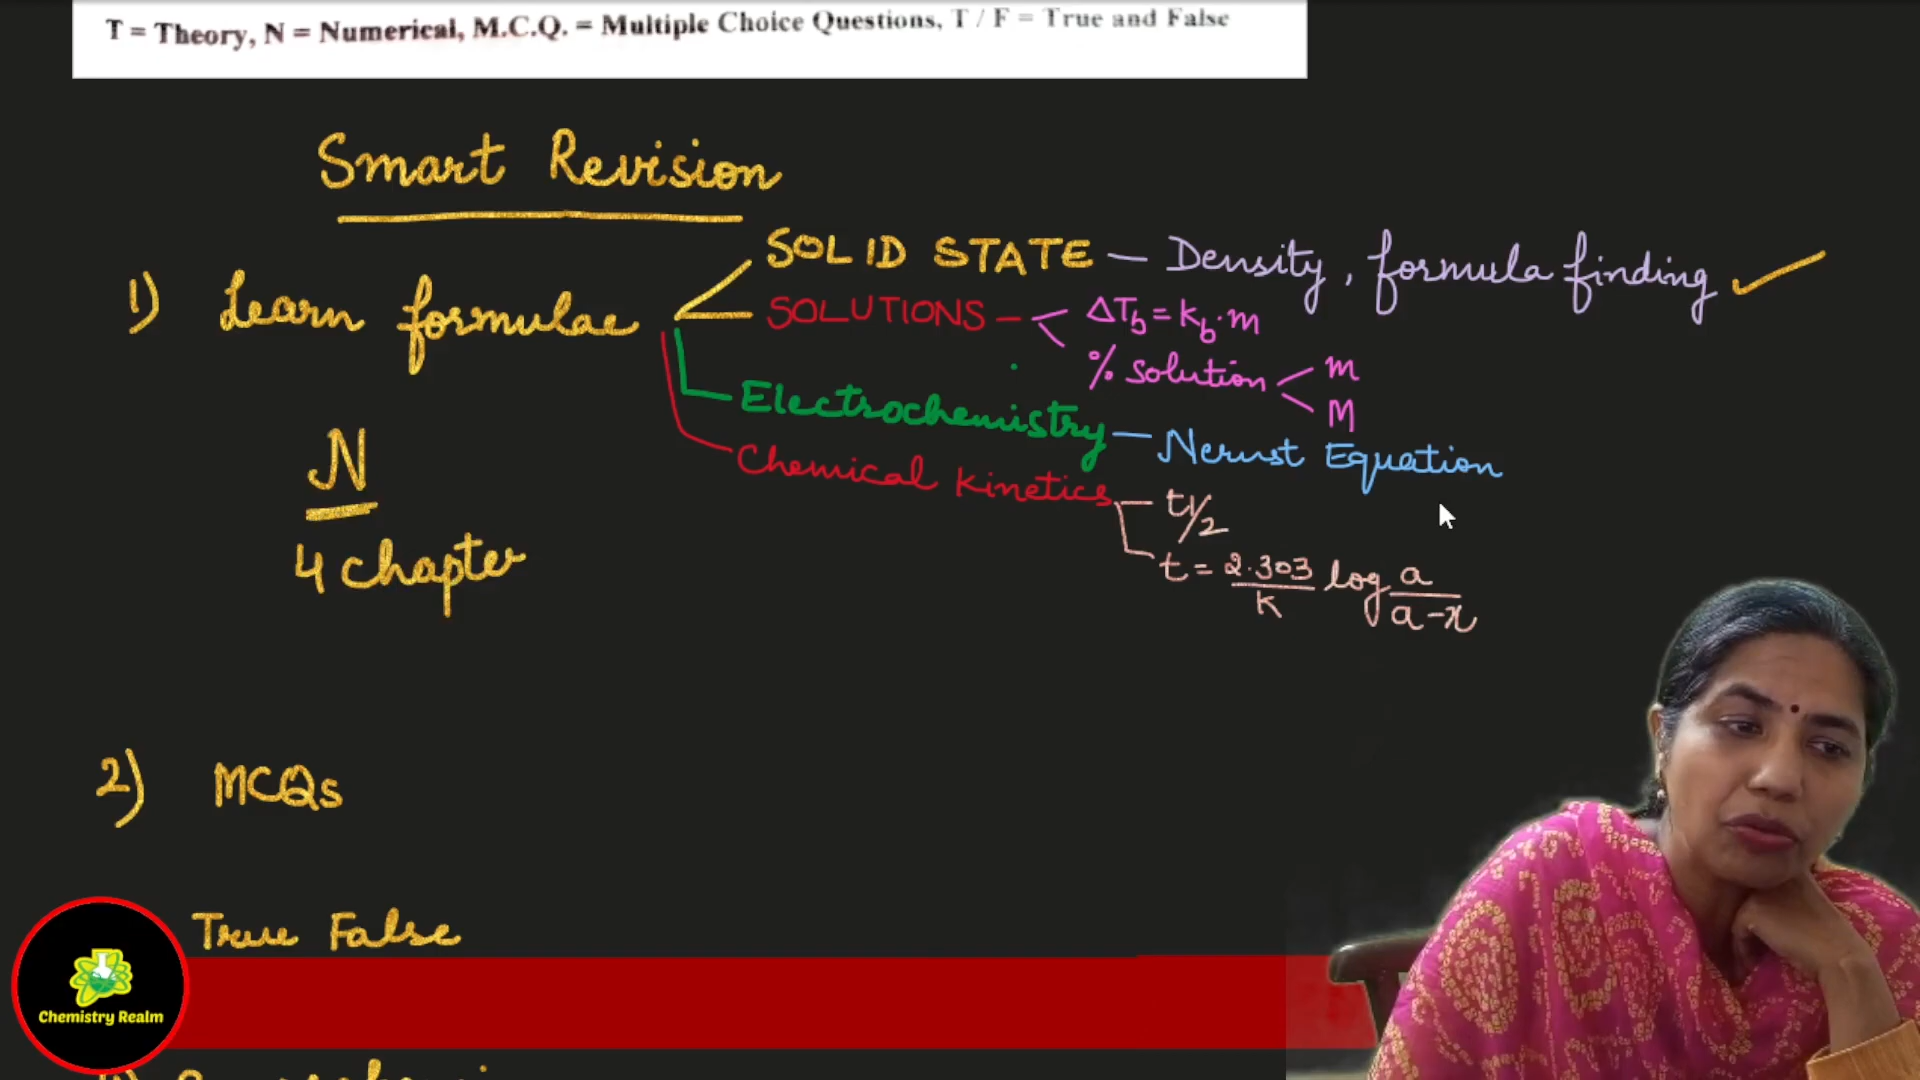 T = Theory, N = Numerical, M.C.Q. = Multiple Choice Questions, T / F = True and False
Smart Revision
1) Learn formulae
SOLID STATE - Density, formula finding ✓
SOLUTIONS - ΔTb = kb·m
% Solution < m
M
Electrochemistry - Nernst Equation
Chemical Kinetics - t1/2
t = 2.303/K log a/a-x
N
4 chapter
2) MCQs
True False
Chemistry Realm